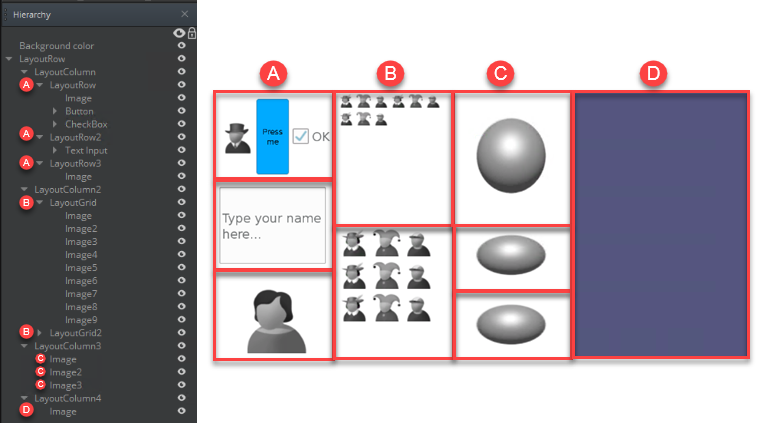 Hierarchy
Background color
LayoutRow
LayoutColumn
A LayoutRow
Image
Button
CheckBox
A LayoutRow2
Text Input
A LayoutRow3
Image
LayoutColumn2
B LayoutGrid
Image
Image2
Image3
Image4
Image5
Image6
Image7
Image8
Image9
B LayoutGrid2
LayoutColumn3
C Image
C Image2
C Image3
LayoutColumn4
D Image
A B C D
Press
me
OK
Type your name
here...